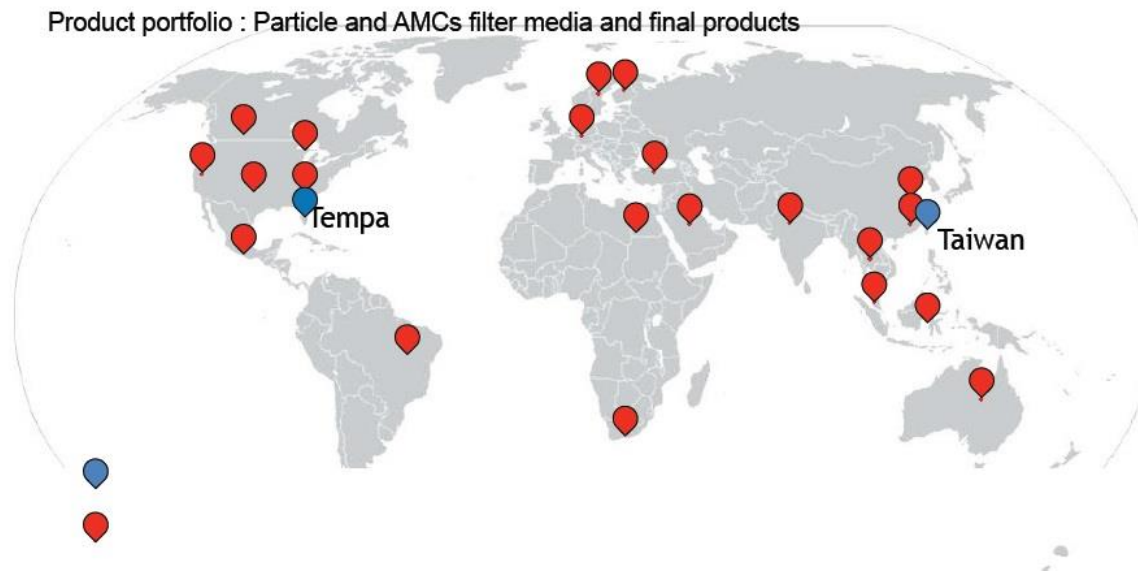 Product portfolio : Particle and AMCs filter media and final products
Tempa
Taiwan